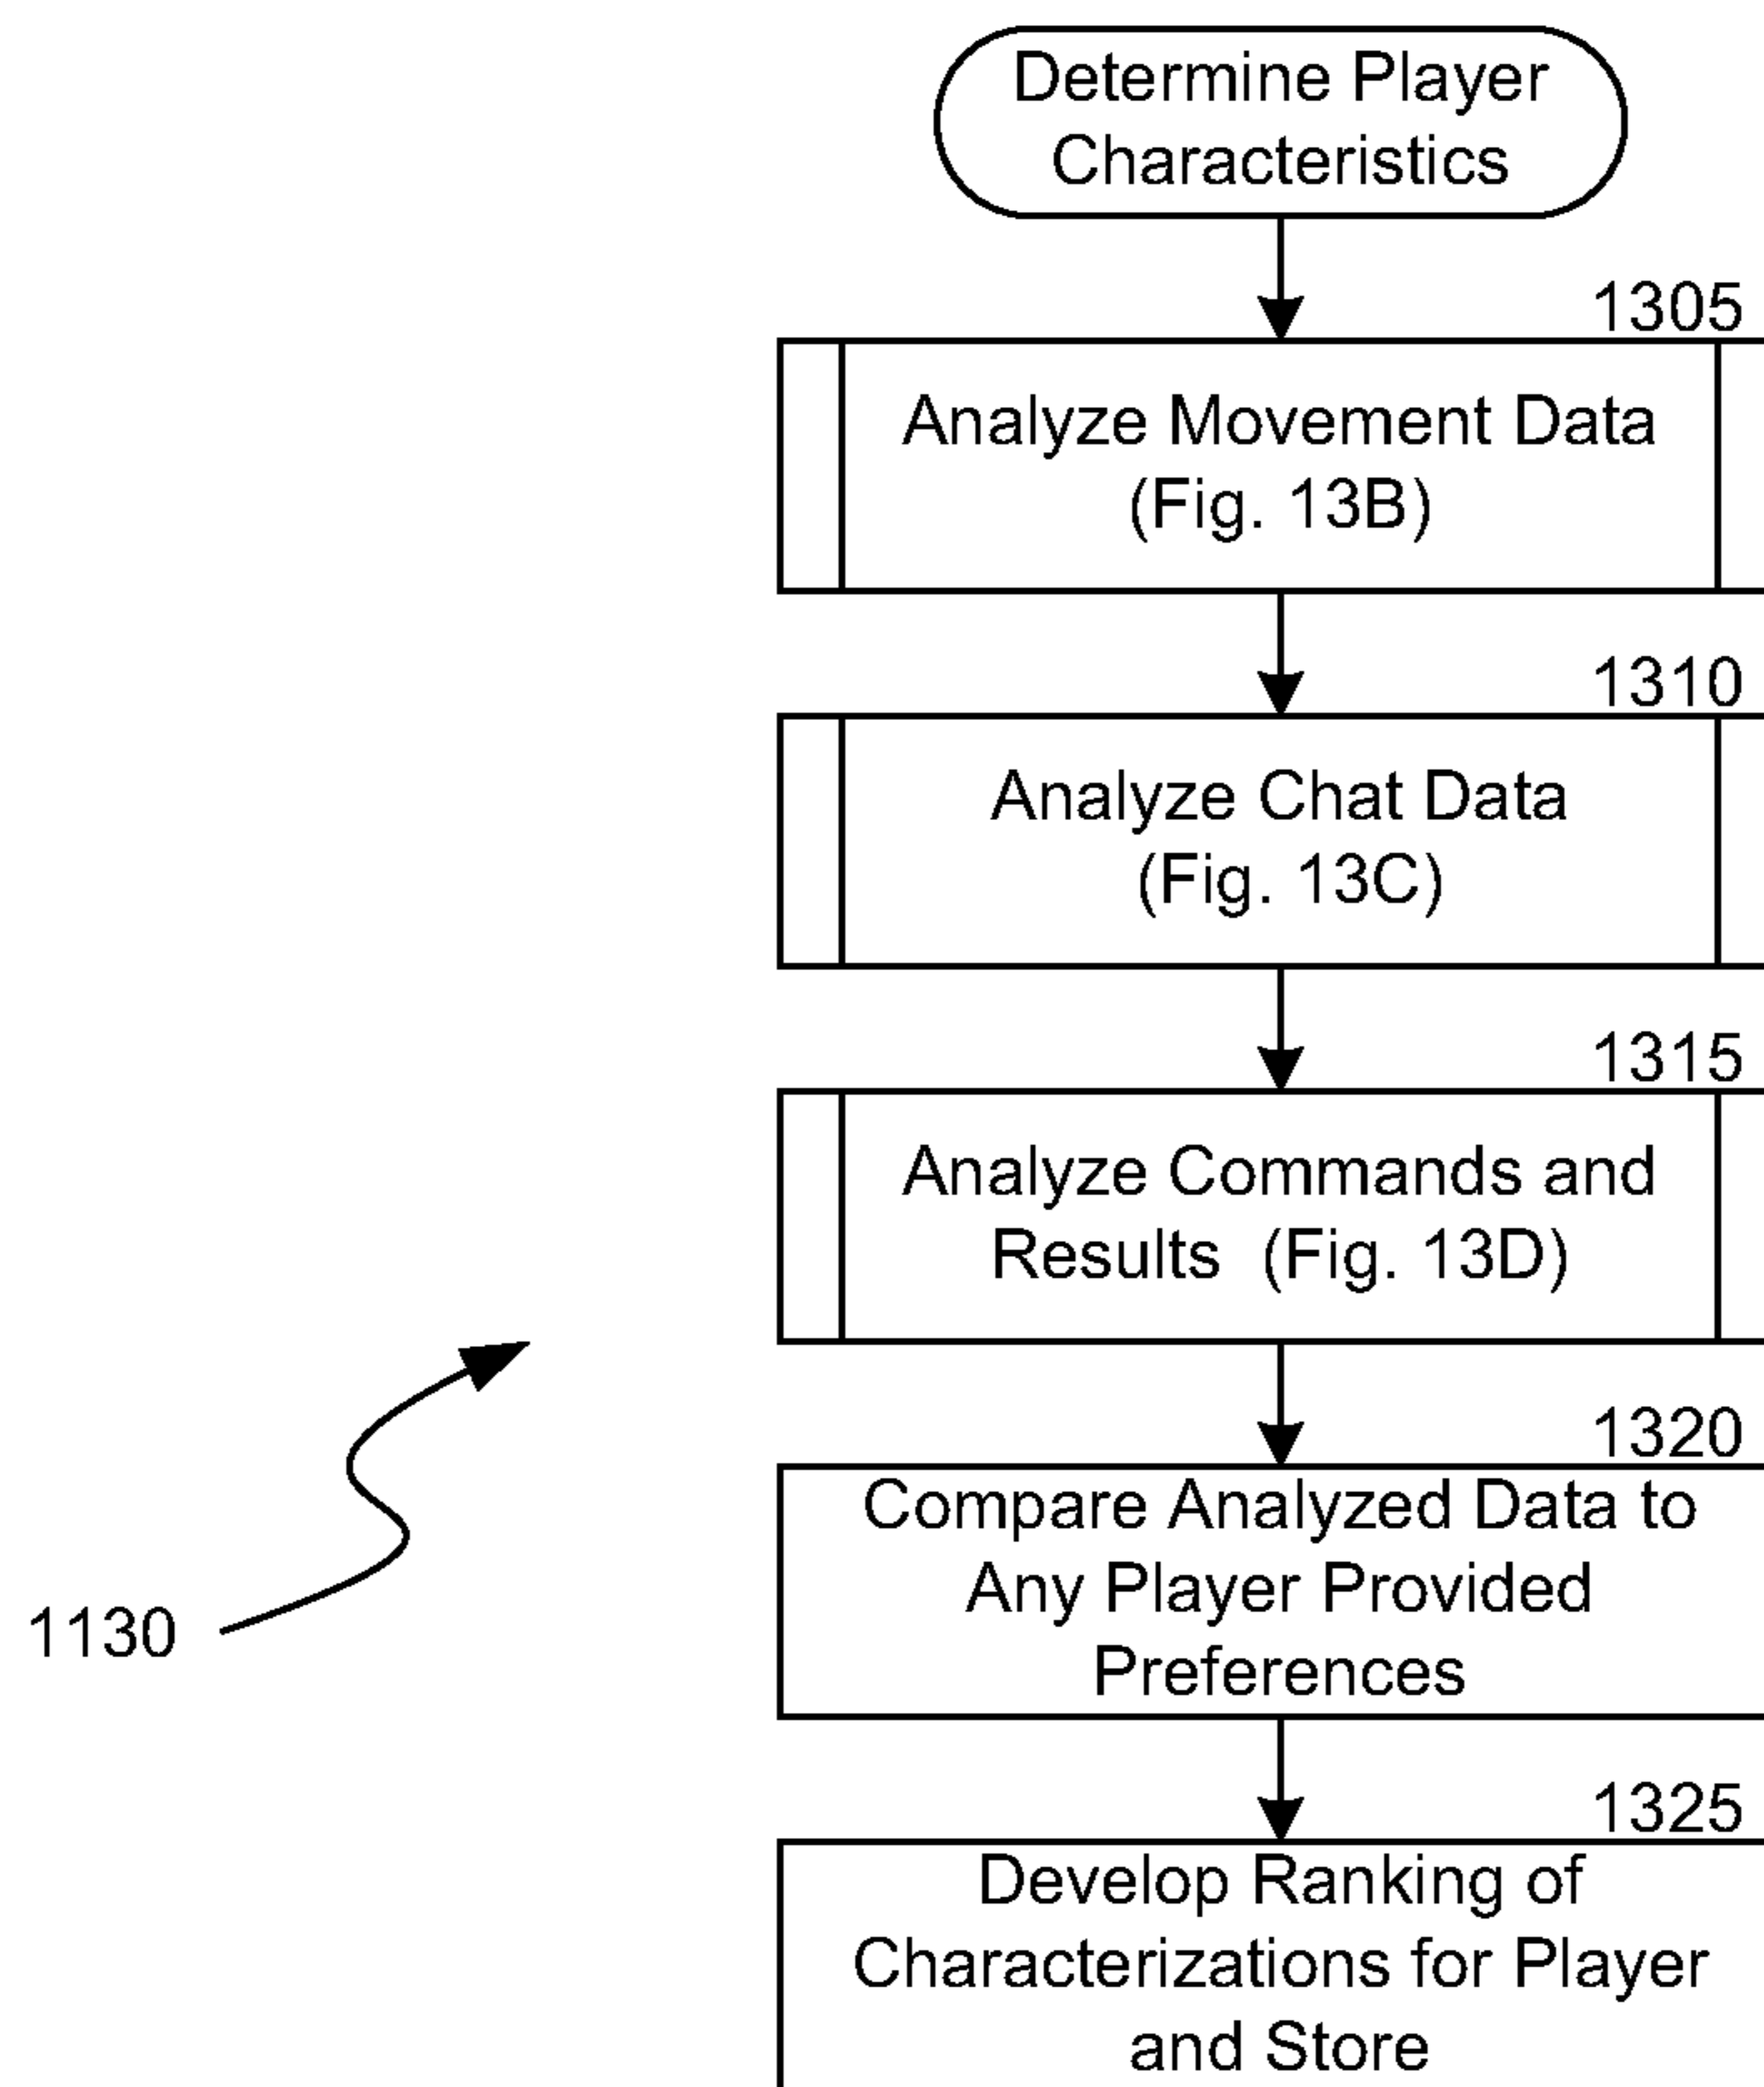 Determine Player
Characteristics
1305
Analyze Movement Data
(Fig. 13B)
1310
Analyze Chat Data
(Fig. 13C)
1315
Analyze Commands and
Results (Fig. 13D)
1320
Compare Analyzed Data to
Any Player Provided
Preferences
1130
1325
Develop Ranking of
Characterizations for Player
and Store